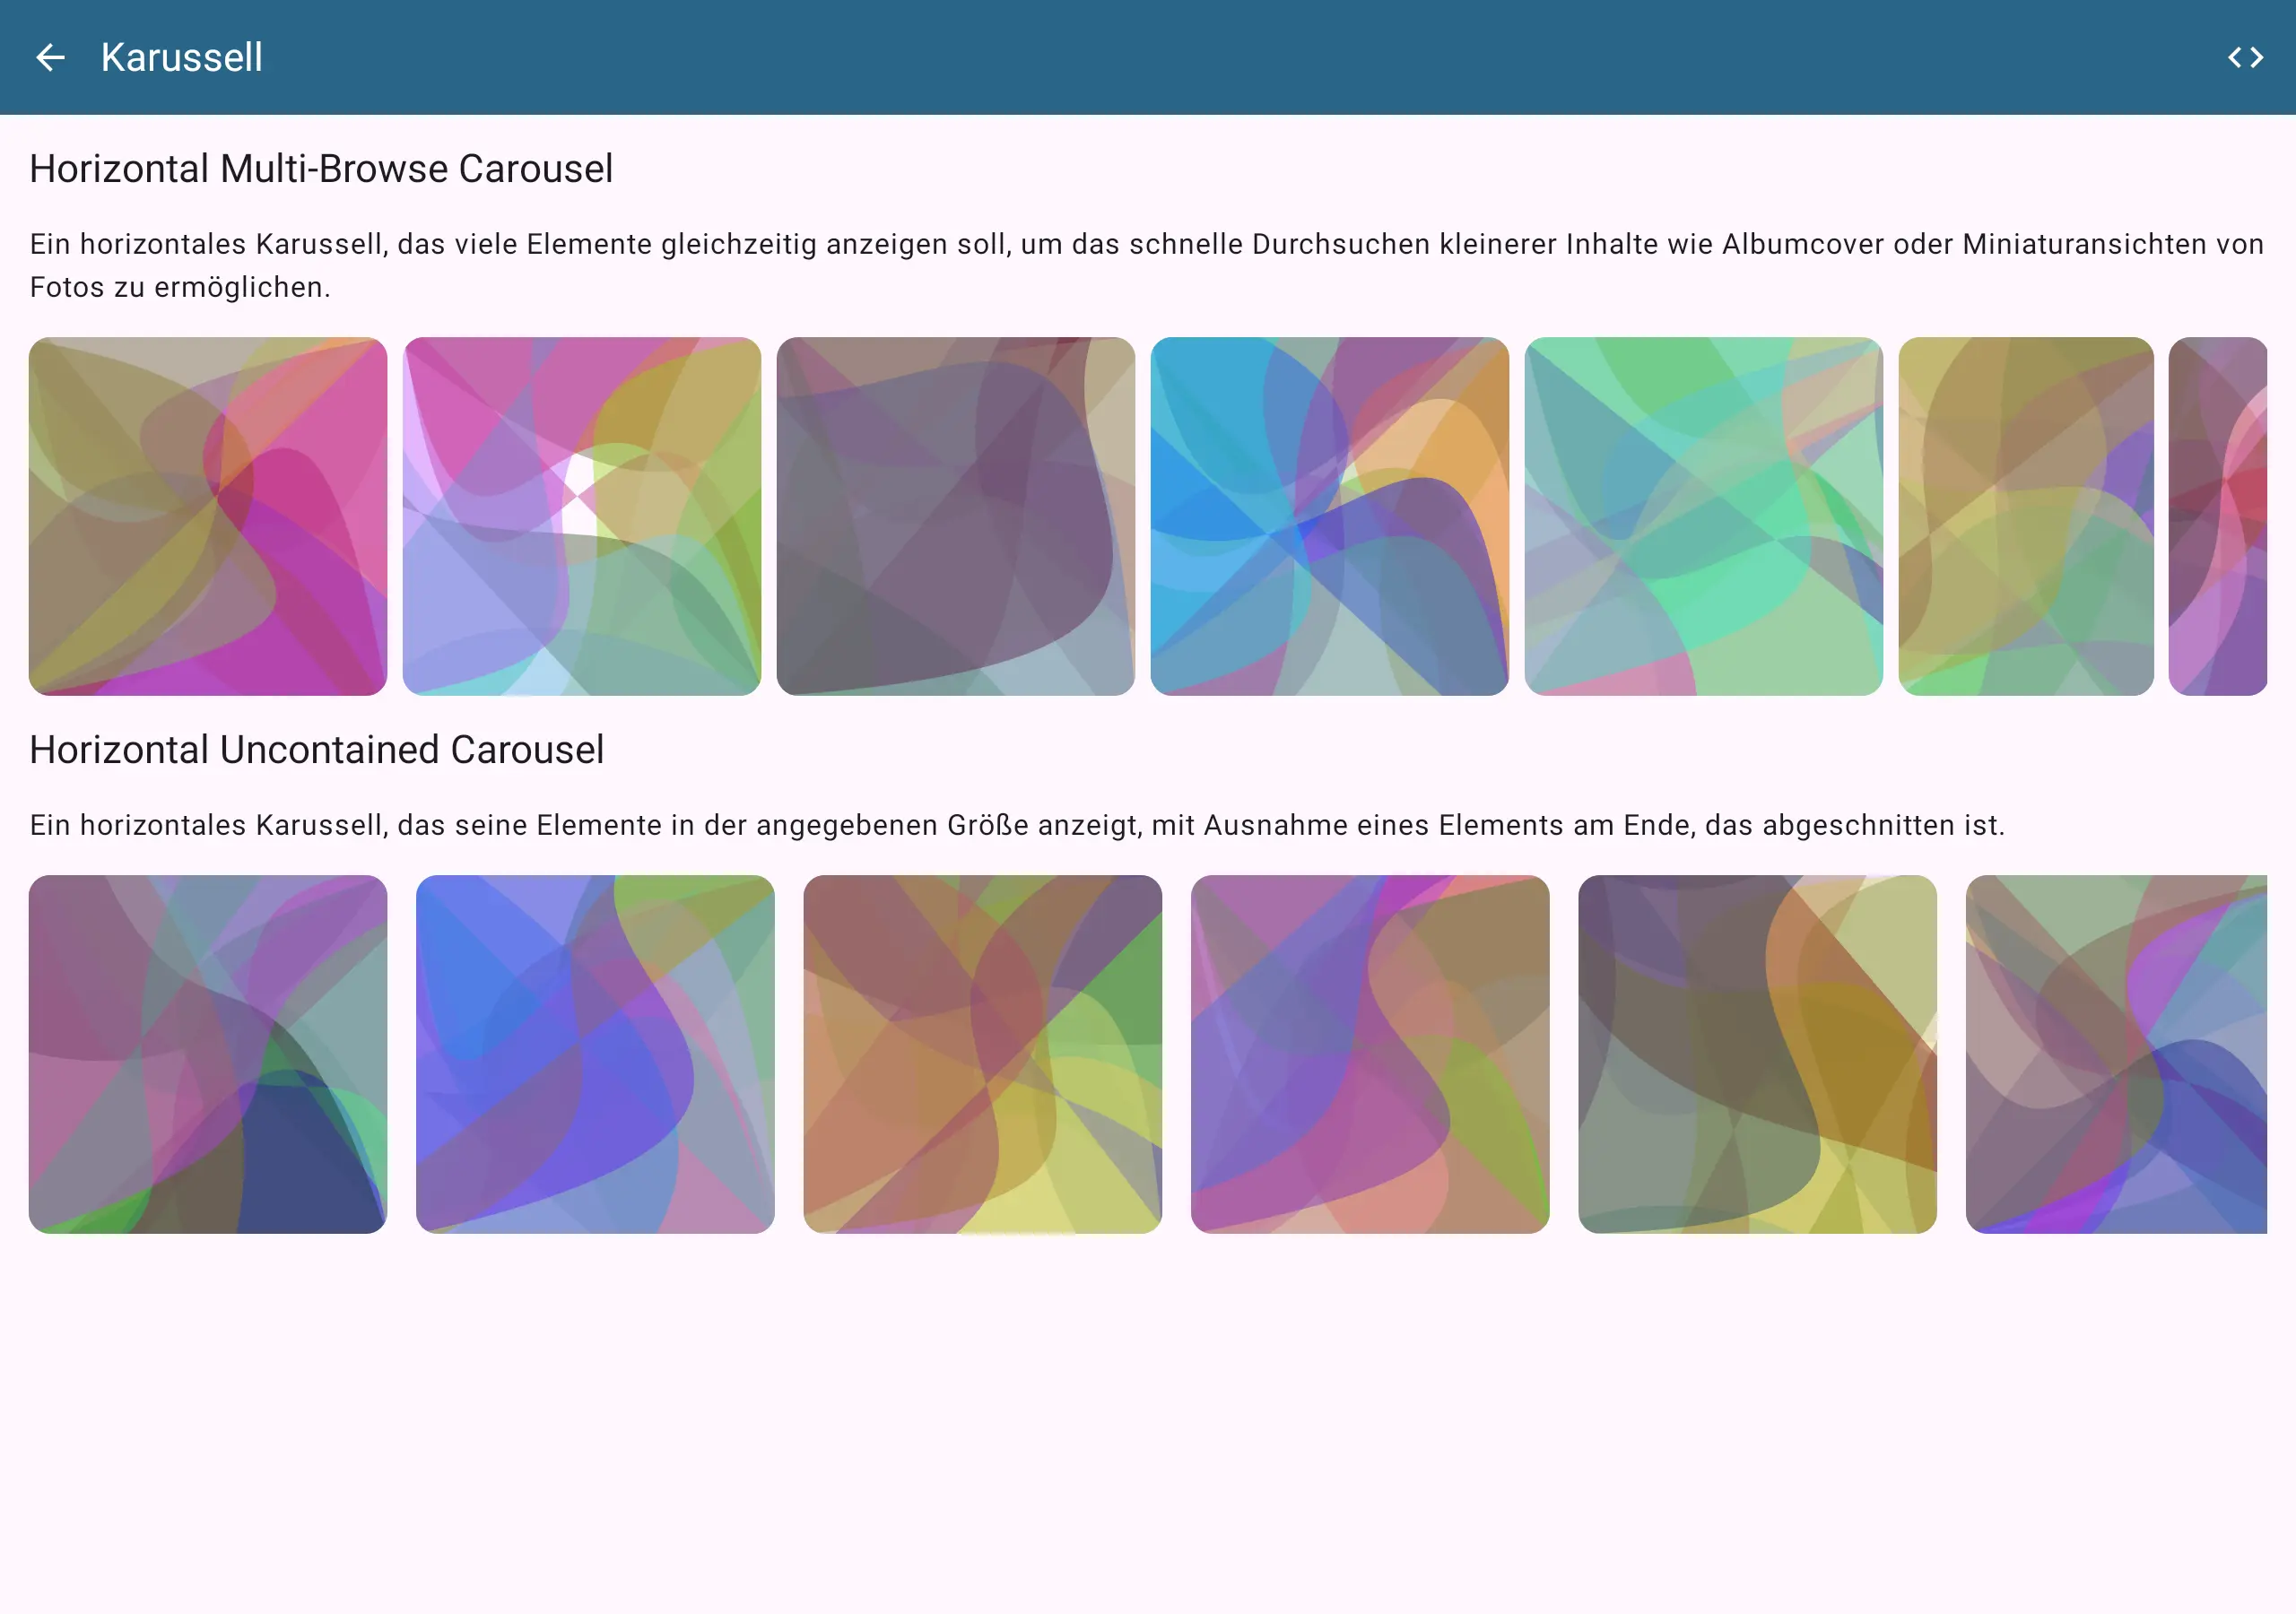 Karussell
Horizontal Multi-Browse Carousel
Ein horizontales Karussell, das viele Elemente gleichzeitig anzeigen soll, um das schnelle Durchsuchen kleinerer Inhalte wie Albumcover oder Miniaturansichten von
Fotos zu ermöglichen.
Horizontal Uncontained Carousel
Ein horizontales Karussell, das seine Elemente in der angegebenen Größe anzeigt, mit Ausnahme eines Elements am Ende, das abgeschnitten ist.